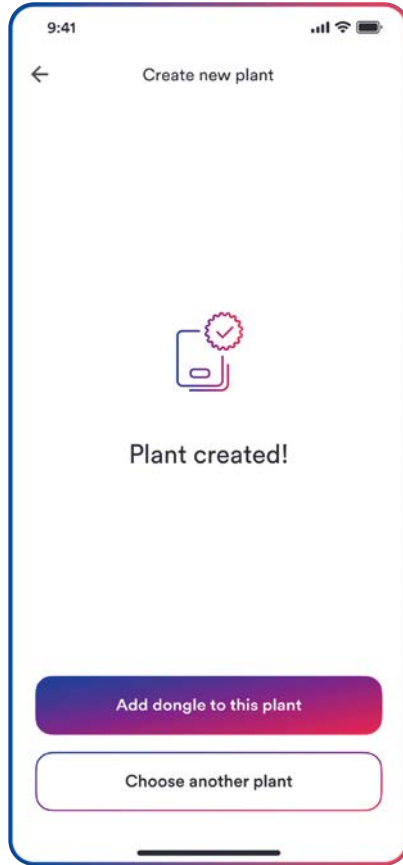 9:41
Create new plant
Plant created!
Add dongle to this plant
Choose another plant